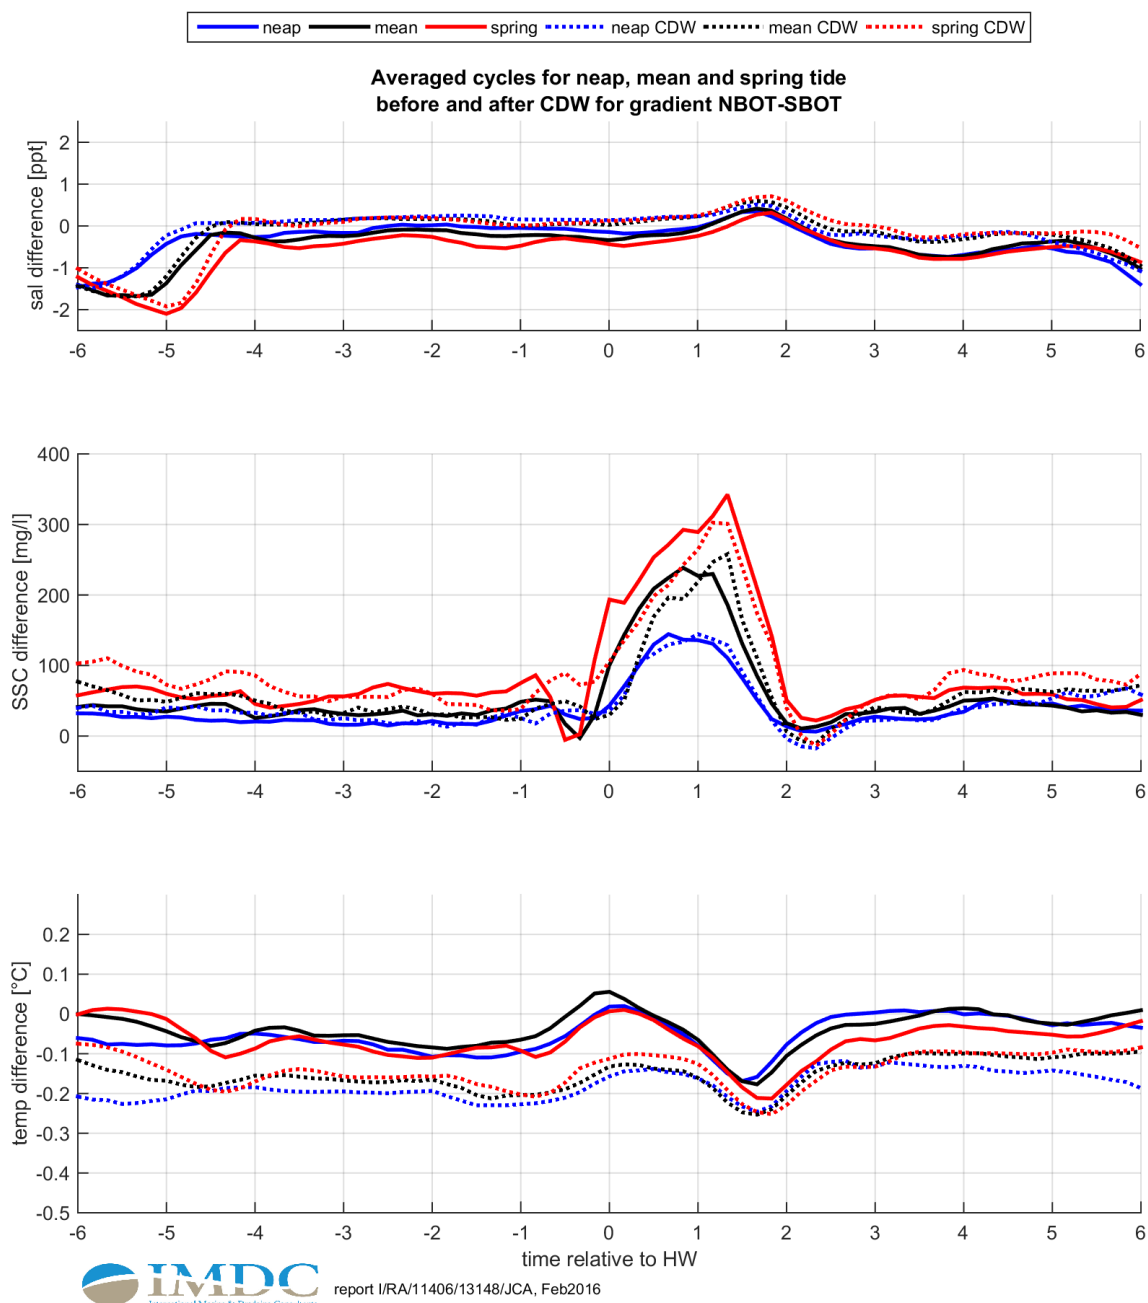 neap mean spring neap CDW mean CDW spring CDW
Averaged cycles for neap, mean and spring tide
before and after CDW for gradient NBOT-SBOT
sal difference [ppt]
2
1
0
-1
-2
-6 -5 -4 -3 -2 -1 0 1 2 3 4 5 6
SSC difference [mg/l]
400
300
200
100
0
-6 -5 -4 -3 -2 -1 0 1 2 3 4 5 6
temp difference [°C]
0.2
0.1
0
-0.1
-0.2
-0.3
-0.4
-0.5
-6 -5 -4 -3 -2 -1 0 1 2 3 4 5 6
time relative to HW
IMDC
report I/RA/11406/13148/JCA, Feb2016